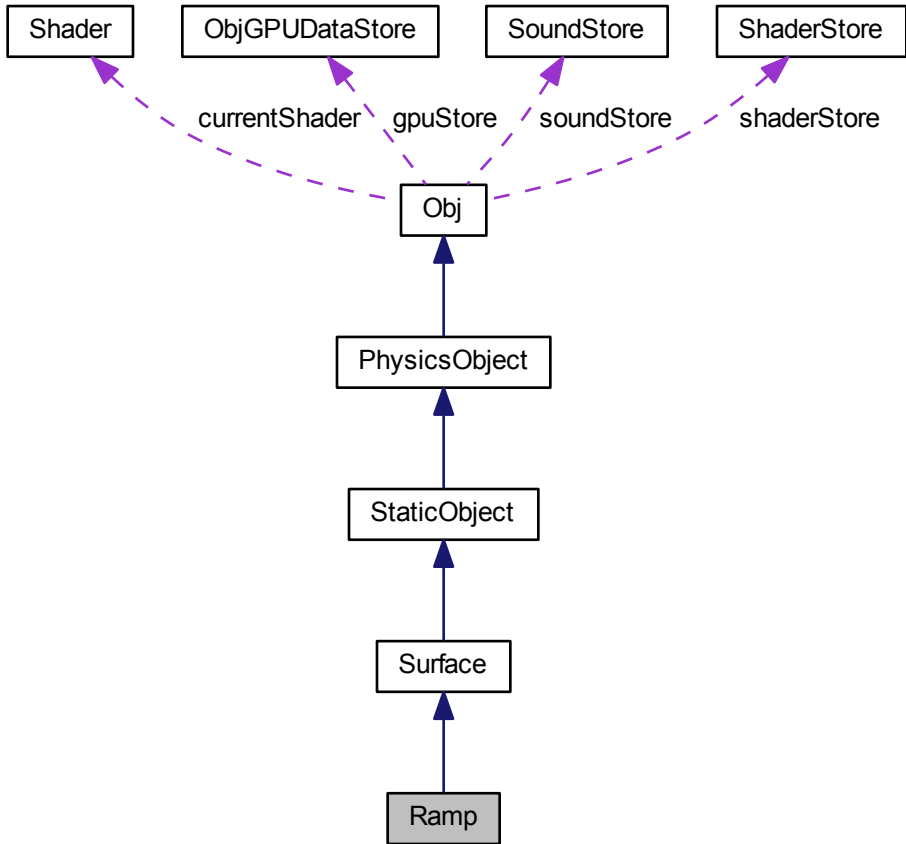 Shader
ObjGPUDataStore
SoundStore
ShaderStore
currentShader
gpuStore
soundStore
shaderStore
Obj
PhysicsObject
StaticObject
Surface
Ramp